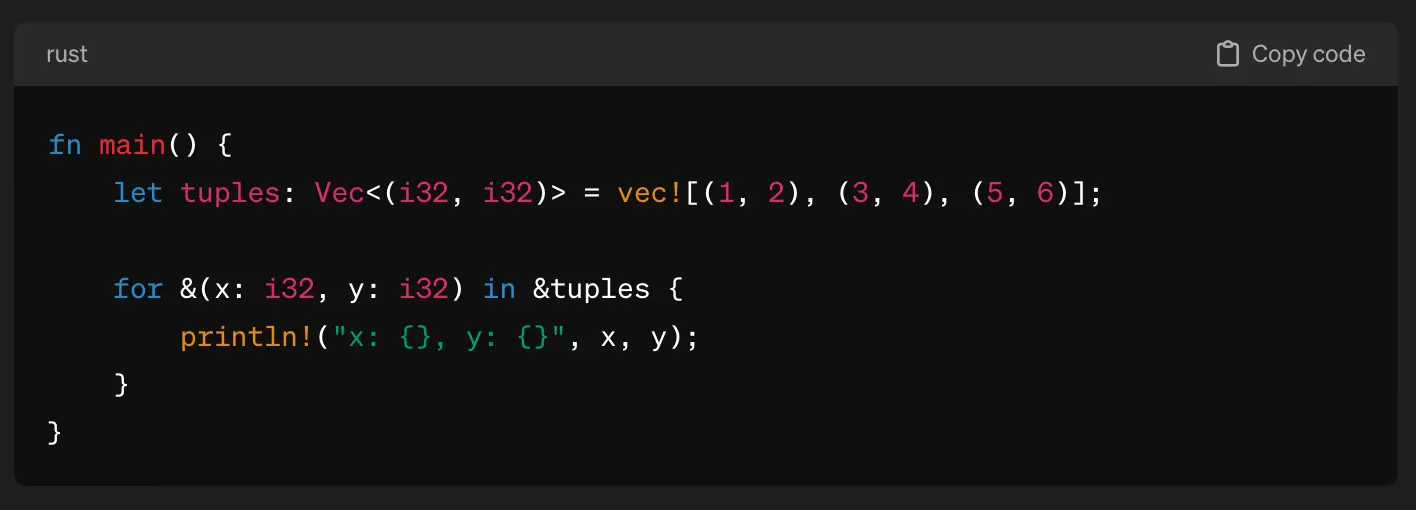 rust
Copy code
fn main() {
    let tuples: Vec<(i32, i32)> = vec![(1, 2), (3, 4), (5, 6)];
    for &(x: i32, y: i32) in &tuples {
        println!("x: {}, y: {}", x, y);
    }
}